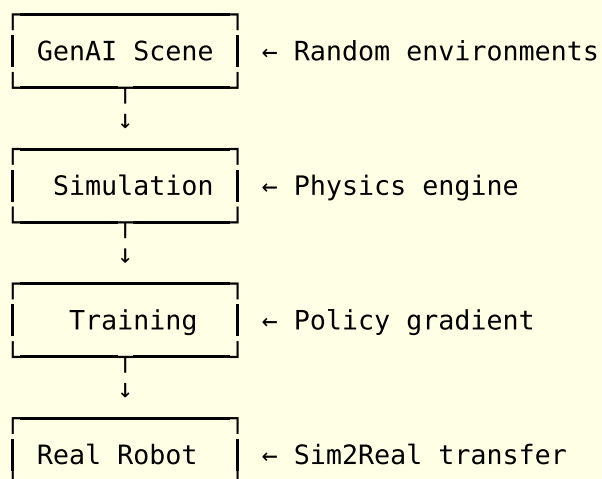 GenAI Scene ← Random environments
↓
Simulation ← Physics engine
↓
Training ← Policy gradient
↓
Real Robot ← Sim2Real transfer